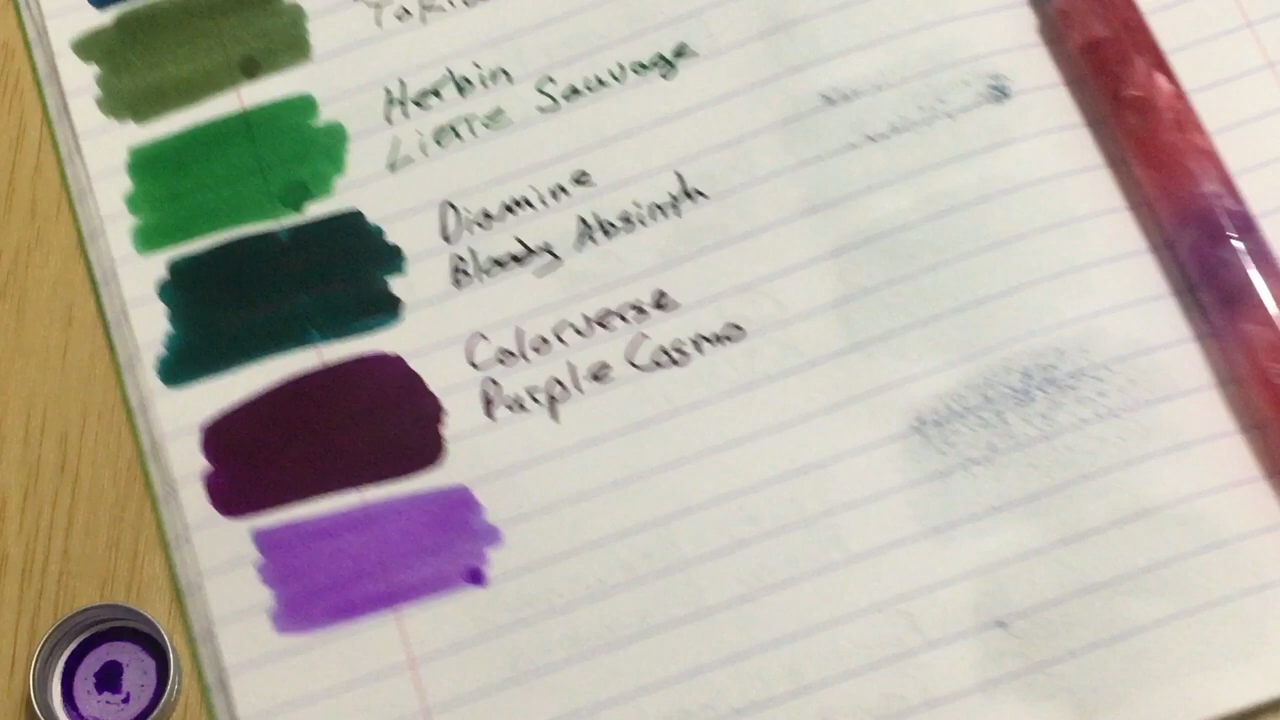 Herbin
Lierre Sauvage
Diamine
Bloody Absinth
Colorverse
Purple Cosmo